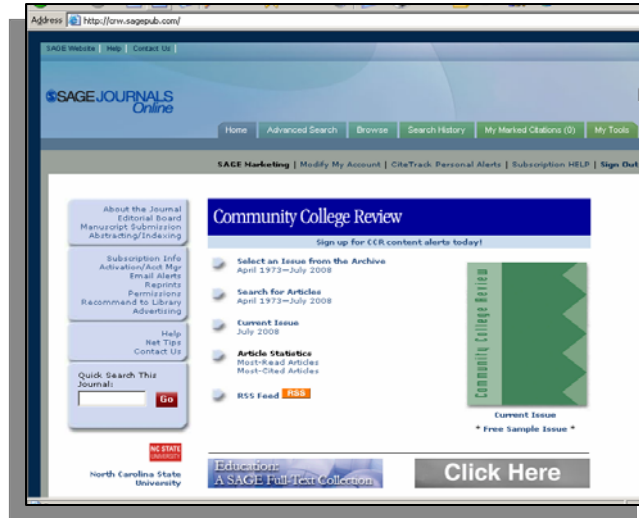 Address http://crw.sagepub.com/
SAGE Website | Help | Contact Us |
SAGE JOURNALS
Online
Home Advanced Search Browse Search History My Marked Citations (0) My Tools
SAGE Marketing | Modify My Account | CiteTrack Personal Alerts | Subscription HELP | Sign Out
About the Journal
Editorial Board
Manuscript Submission
Abstracting/Indexing
Subscription Info
Activation/Acct Mgr
Email Alerts
Reprints
Permissions
Recommend to Library
Advertising
Help
Net Tips
Contact Us
Quick Search This
Journal:
Go
NC STATE
UNIVERSITY
North Carolina State
University
Community College Review
Sign up for CCR content alerts today!
Select an Issue from the Archive
April 1973—July 2008
Search for Articles
April 1973—July 2008
Current Issue
July 2008
Article Statistics
Most-Read Articles
Most-Cited Articles
RSS Feed RSS
Community College Review
Current Issue
* Free Sample Issue *
Education:
A SAGE Full-Text Collection
Click Here